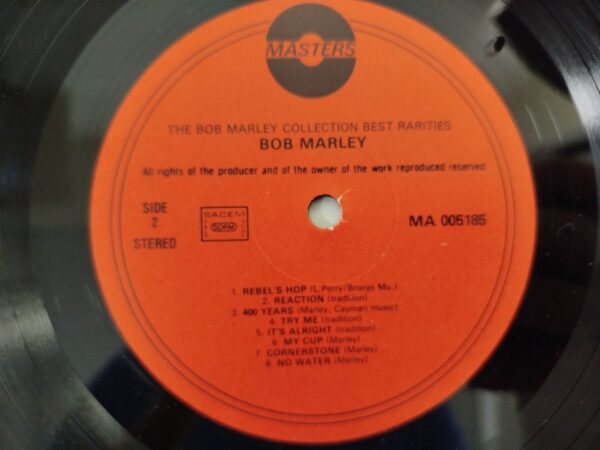 MASTERS
THE BOB MARLEY COLLECTION BEST RARITIES
BOB MARLEY
All rights of the producer and of the owner of the work reproduced reserved
SIDE
2
STEREO
SACEM
SDRM
MA 005185
1. REBEL'S HOP (L.Perry/Bronjo Mu.)
2. REACTION (tradition)
3. 400 YEARS (Marley, Cayman music)
4. TRY ME (tradition)
5. IT'S ALRIGHT (tradition)
6. MY CUP (Marley)
7. CORNERSTONE (Marley)
8. NO WATER (Marley)